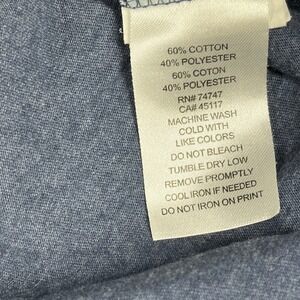 60% COTTON
40% POLYESTER
60% COTON
40% POLYESTER
RN# 74747
CA# 45117
MACHINE WASH
COLD WITH
LIKE COLORS
DO NOT BLEACH
TUMBLE DRY LOW
REMOVE PROMPTLY
COOL IRON IF NEEDED
DO NOT IRON ON PRINT